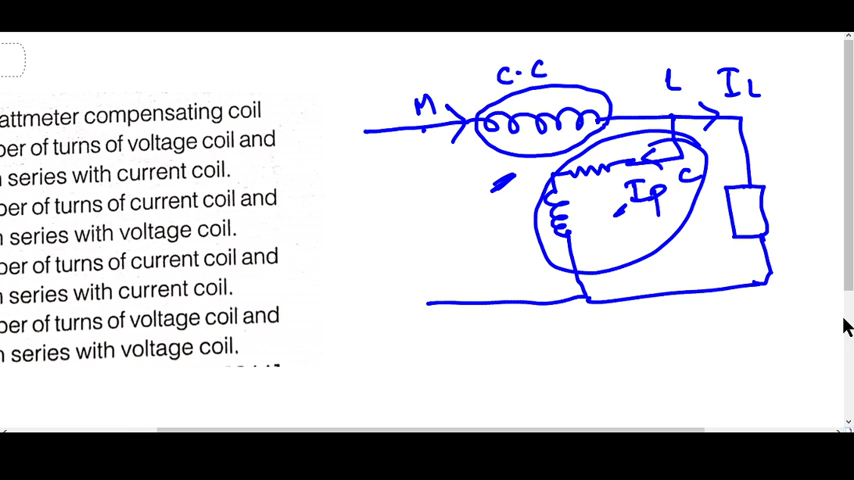 attmeter compensating coil
ber of turns of voltage coil and
n series with current coil.
ber of turns of current coil and
n series with voltage coil.
ber of turns of current coil and
n series with current coil.
ber of turns of voltage coil and
n series with voltage coil.
C.C
M
L
IL
C
Ip